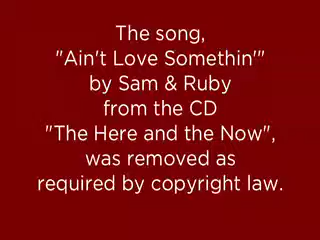 The song,
"Ain't Love Somethin'"
by Sam & Ruby
from the CD
"The Here and the Now",
was removed as
required by copyright law.